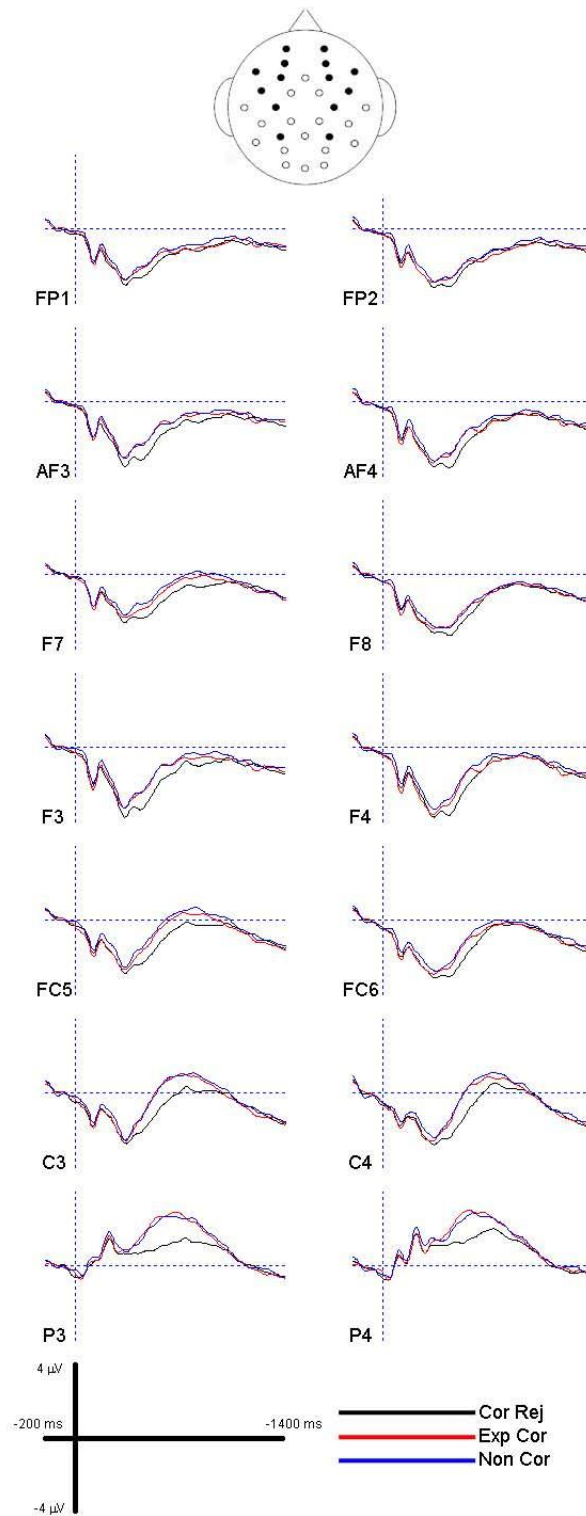 FP1 FP2
AF3 AF4
F7 F8
F3 F4
FC5 FC6
C3 C4
P3 P4
4 µV
-200 ms -1400 ms
-4 µV
Cor Rej
Exp Cor
Non Cor